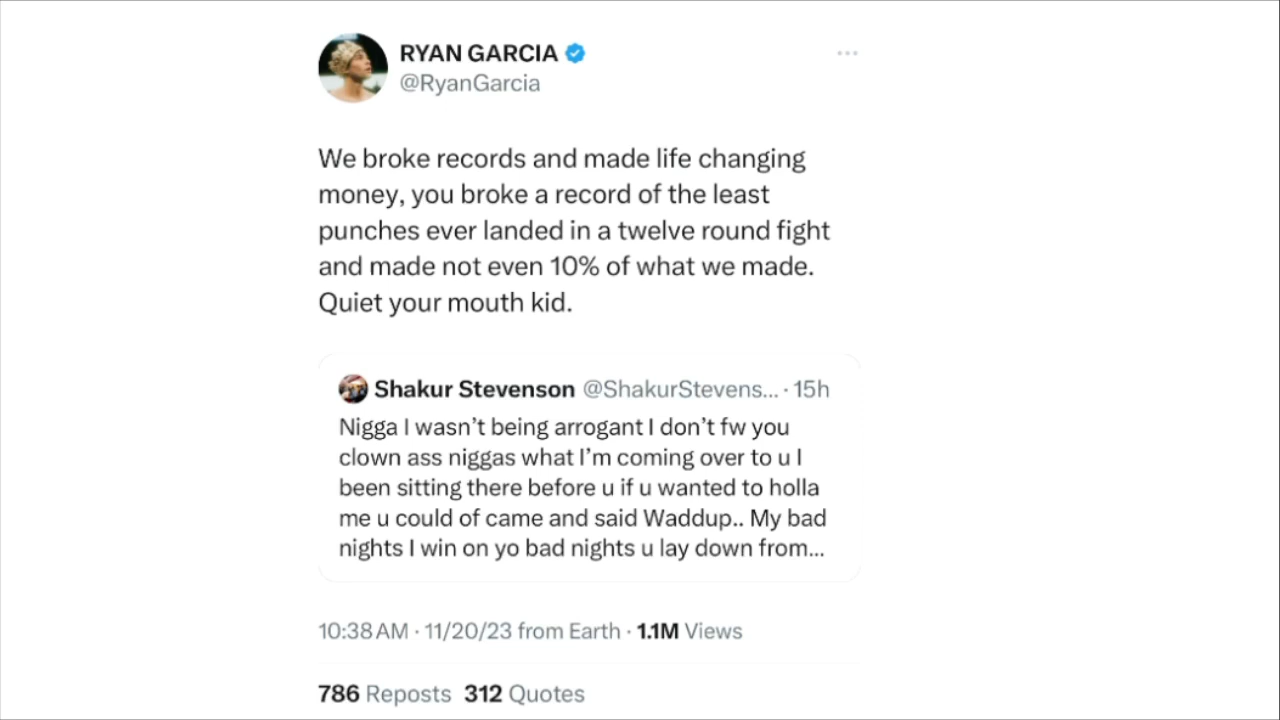 RYAN GARCIA
@RyanGarcia
We broke records and made life changing
money, you broke a record of the least
punches ever landed in a twelve round fight
and made not even 10% of what we made.
Quiet your mouth kid.
Shakur Stevenson @ShakurStevens... · 15h
Nigga I wasn’t being arrogant I don’t fw you
clown ass niggas what I’m coming over to u I
been sitting there before u if u wanted to holla
me u could of came and said Waddup.. My bad
nights I win on yo bad nights u lay down from...
10:38 AM · 11/20/23 from Earth · 1.1M Views
786 Reposts 312 Quotes